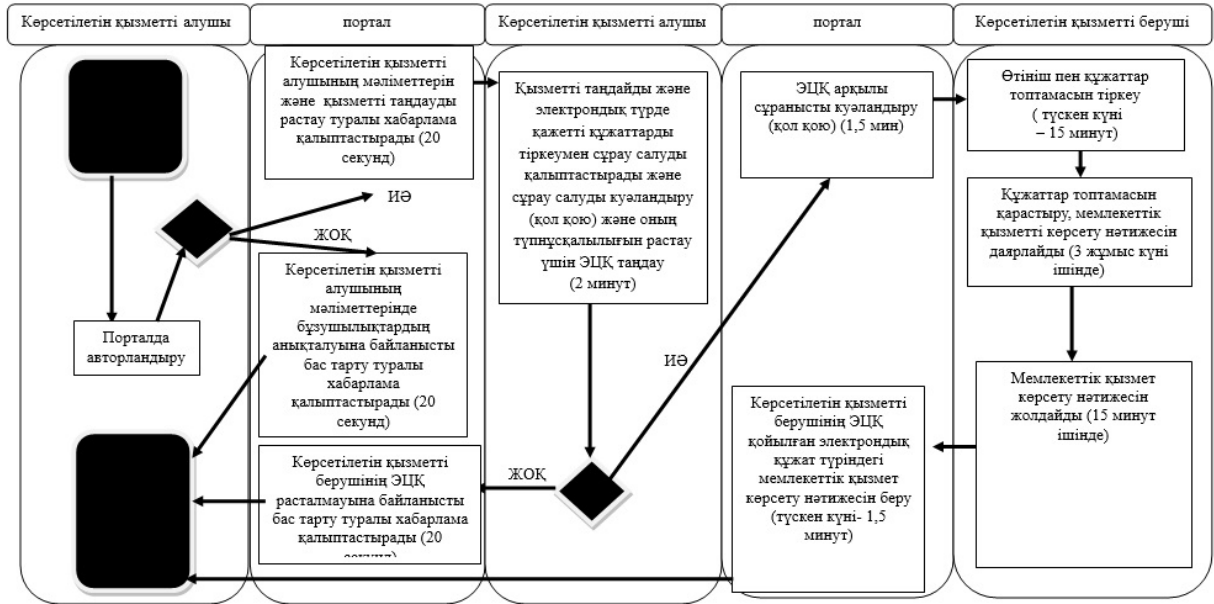 Көрсетілетін қызметті алушы
портал
Көрсетілетін қызметті алушы
портал
Көрсетілетін қызметті беруші
Көрсетілетін қызметті
алушының мәліметтерін
және қызметті таңдауды
растау туралы хабарлама
қалыптастырады (20
секунд)
ИӘ
ЖОҚ
Порталда
авторландыру
Көрсетілетін қызметті
алушының
мәліметтерінде
бұзушылықтардың
анықталуына байланысты
бас тарту туралы
хабарлама
қалыптастырады (20
секунд)
Көрсетілетін қызметті
берушінің ЭЦҚ
расталмауына байланысты
бас тарту туралы хабарлама
қалыптастырады (20
секунд)
Қызметті таңдайды және
электрондық түрде
қажетті құжаттарды
тіркеумен сұрау салуды
қалыптастырады және
сұрау салуды куәландыру
(қол қою) және оның
түпнұсқалылығын растау
үшін ЭЦҚ таңдау
(2 минут)
ЖОҚ
ИӘ
ЭЦҚ арқылы
сұранысты куәландыру
(қол қою) (1,5 мин)
Көрсетілетін қызметті
берушінің ЭЦҚ
қойылған электрондық
құжат түріндегі
мемлекеттік қызмет
көрсету нәтижесін беру
(түскен күні- 1,5
минут)
Өтініш пен құжаттар
топтамасын тіркеу
( түскен күні
– 15 минут)
Құжаттар топтамасын
қарастыру, мемлекеттік
қызметті көрсету нәтижесін
даярлайды (3 жұмыс күні
ішінде)
Мемлекеттік қызмет
көрсету нәтижесін
жолдайды (15 минут
ішінде)